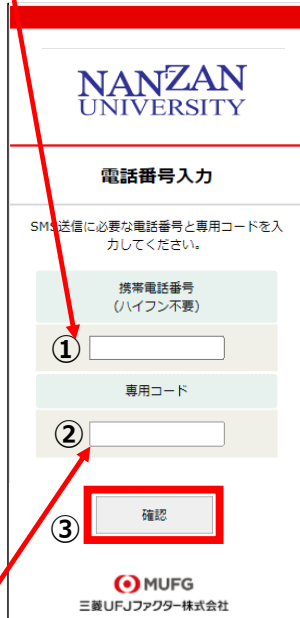 NANZAN
UNIVERSITY
電話番号入力
SMS送信に必要な電話番号と専用コードを入
力してください。
携帯電話番号
(ハイフン不要)
①
専用コード
②
③
確認
MUFG
三菱UFJファクター株式会社